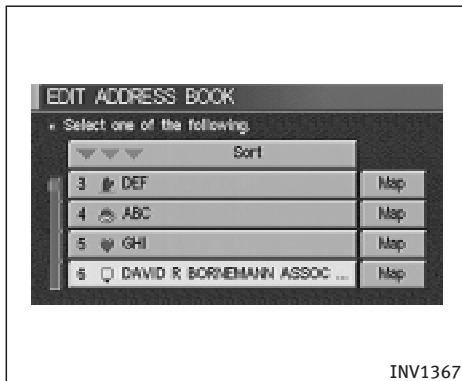 EDIT ADDRESS BOOK
Select one of the following.
Sort
3 DEF Map
4 ABC Map
5 GHI Map
6 DAVID R BORNEMANN ASSOC ... Map
INV1367